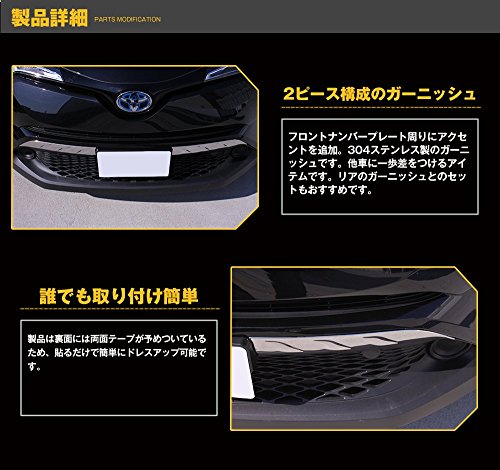 製品詳細 PARTS MODIFICATION
2ピース構成のガーニッシュ
フロントナンバープレート周りにアクセ
ントを追加。304ステンレス製のガーニ
ッシュです。他車に一歩差をつけるアイ
テムです。リアのガーニッシュとのセッ
トもおすすめです。
誰でも取り付け簡単
製品は裏面には両面テープが予めついている
ため、貼るだけで簡単にドレスアップ可能で
す。